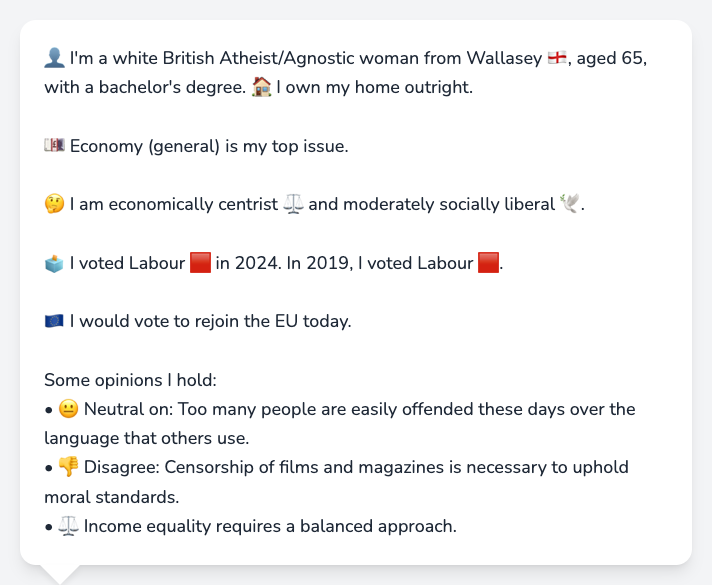 👤 I'm a white British Atheist/Agnostic woman from Wallasey 🏴󠁧󠁢󠁥󠁮󠁧󠁿, aged 65,
with a bachelor's degree. 🏠 I own my home outright.
💷 Economy (general) is my top issue.
🤔 I am economically centrist ⚖️ and moderately socially liberal 🕊️.
🗳️ I voted Labour 🟥 in 2024. In 2019, I voted Labour 🟥.
🇪🇺 I would vote to rejoin the EU today.
Some opinions I hold:
• 😐 Neutral on: Too many people are easily offended these days over the
language that others use.
• 👎 Disagree: Censorship of films and magazines is necessary to uphold
moral standards.
• ⚖️ Income equality requires a balanced approach.